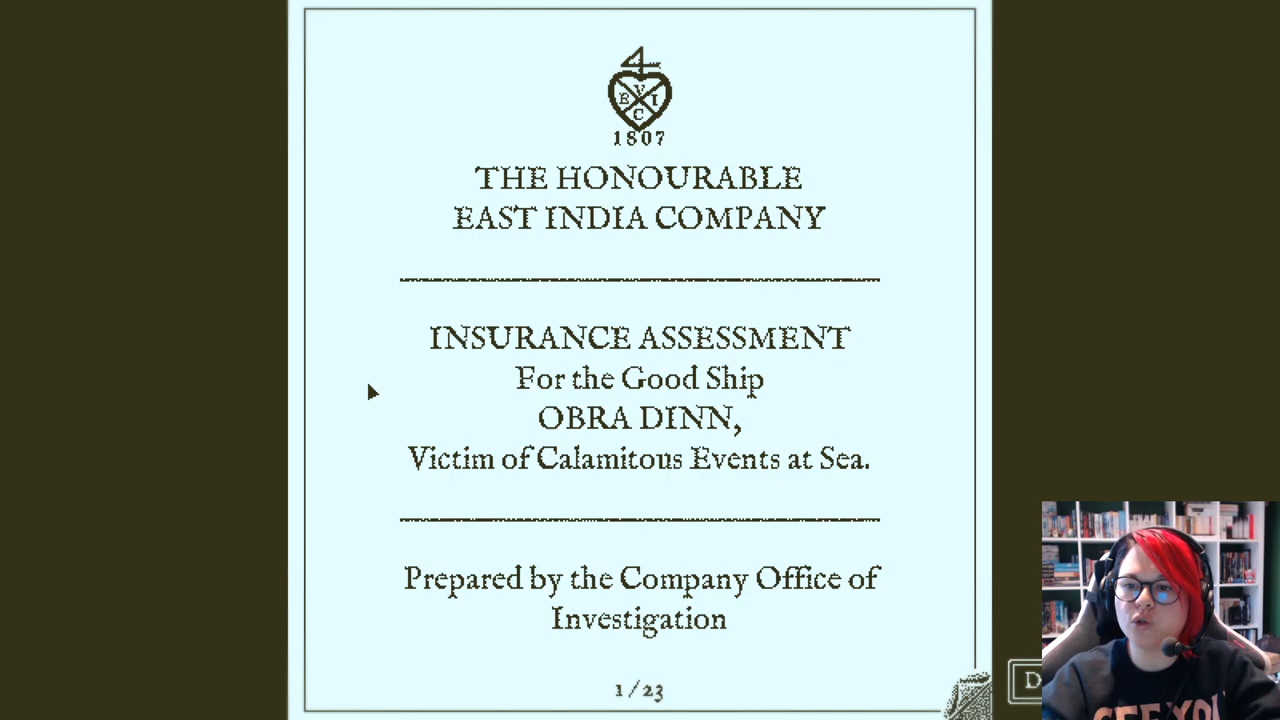 4
V
E I
C
1807
THE HONOURABLE
EAST INDIA COMPANY
INSURANCE ASSESSMENT
For the Good Ship
OBRA DINN,
Victim of Calamitous Events at Sea.
Prepared by the Company Office of
Investigation
1/23
D